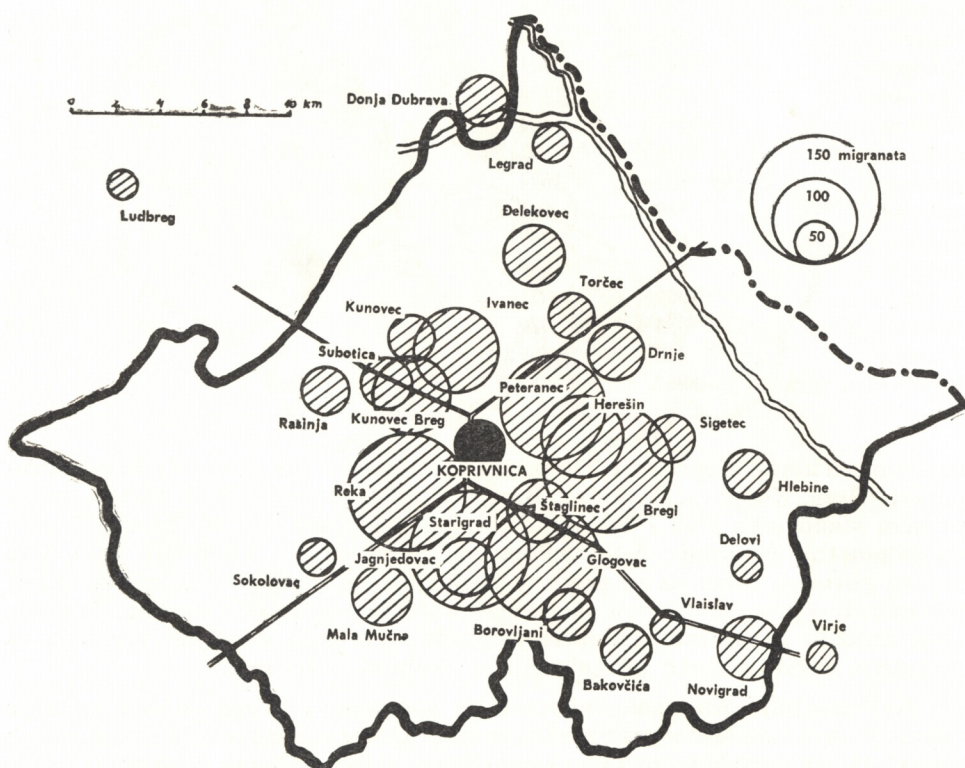 0 2 4 6 8 10 km
Donja Dubrava
Legrad
150 migranata
100
50
Ludbreg
Đelekovec
Torčec
Kunovec
Ivanec
Subotica
Drnje
Peteranec
Rasinja
Kunovec Breg
Herešin
Sigetec
KOPRIVNICA
Reka
Hlebine
Starigrad
Štaglinec
Bregi
Jagnjedovac
Glogovac
Delovi
Sokolovac
Mala Mučna
Borovljani
Vlaislav
Virje
Bakovčića
Novigrad